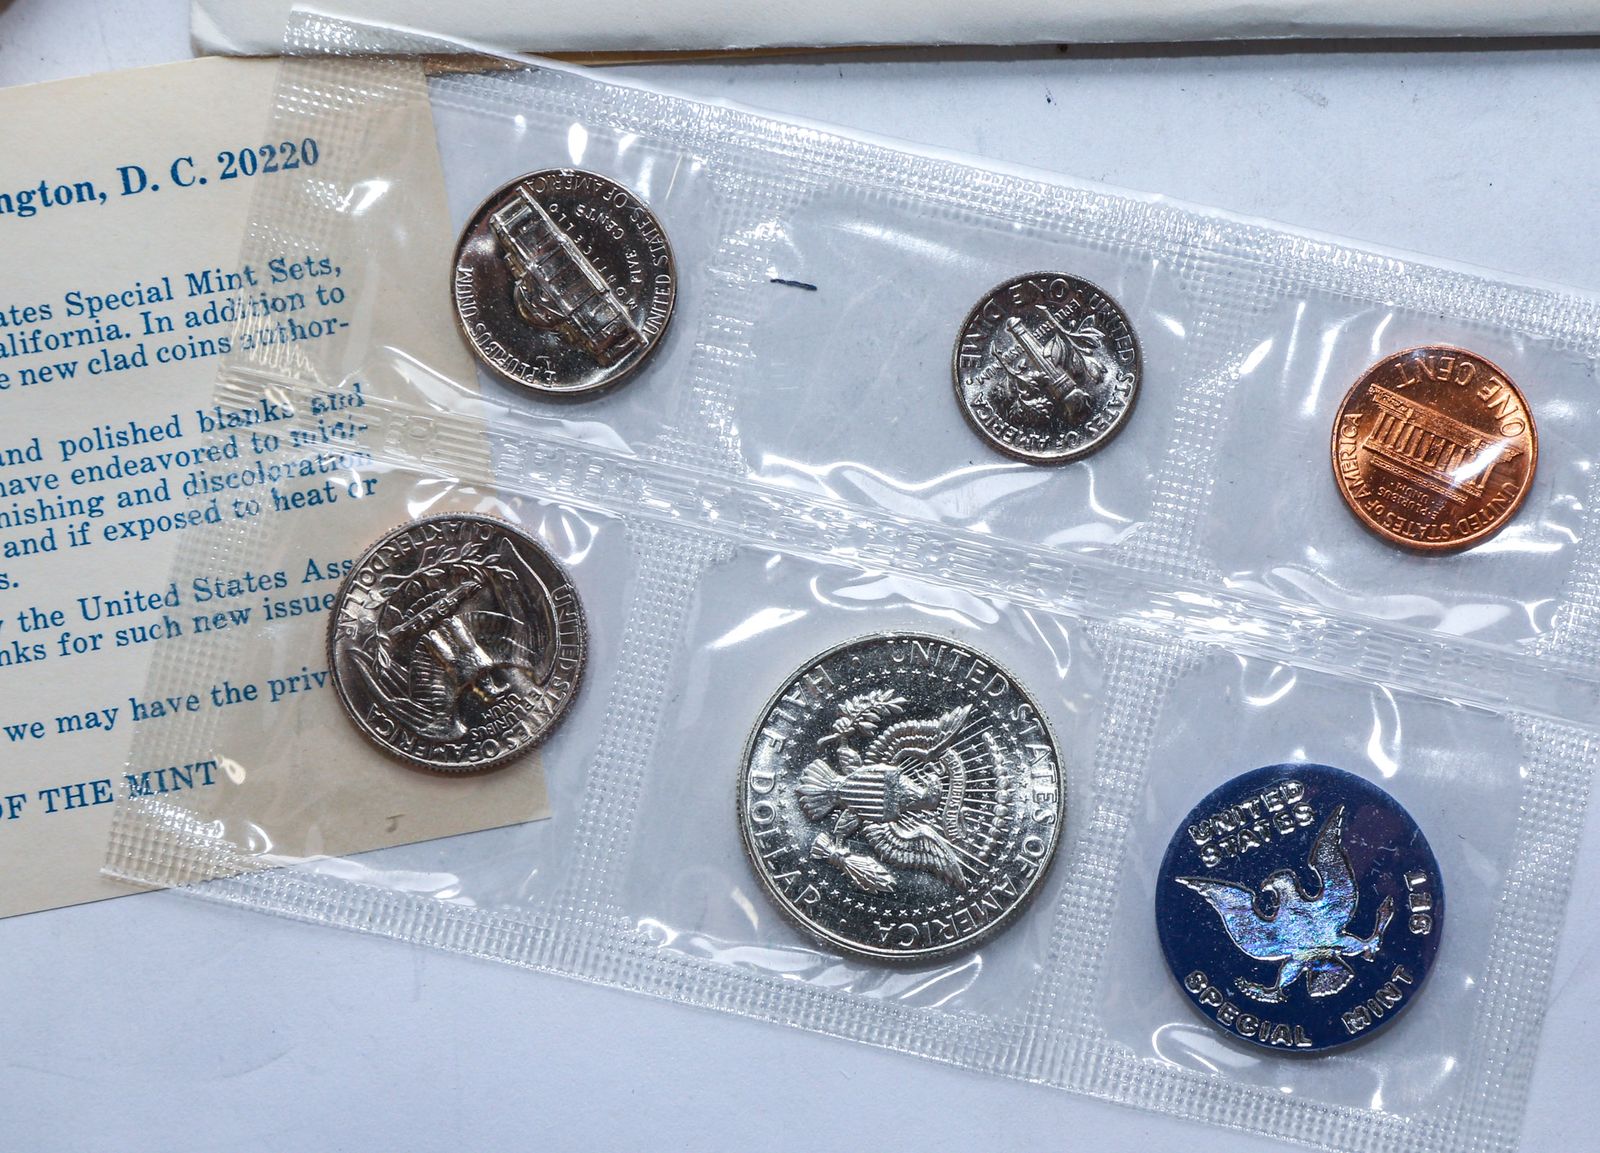 ngton, D. C. 20220
ates Special Mint Sets,
alifornia. In addition to
e new clad coins author-
and polished blanks and
have endeavored to mini-
nishing and discoloration
and if exposed to heat or
s.
y the United States Ass
nks for such new issue
we may have the priv
OF THE MINT
UNITED STATES OF AMERICA
FIVE CENTS
MONTICELLO
E PLURIBUS UNUM
UNITED STATES OF AMERICA
ONE DIME
ONE CENT
UNITED STATES OF AMERICA
E PLURIBUS
UNUM
QUARTER DOLLAR
UNITED STATES OF AMERICA
E PLURIBUS
UNUM
UNITED STATES OF AMERICA
HALF DOLLAR
UNITED
STATES
SET
SPECIAL MINT